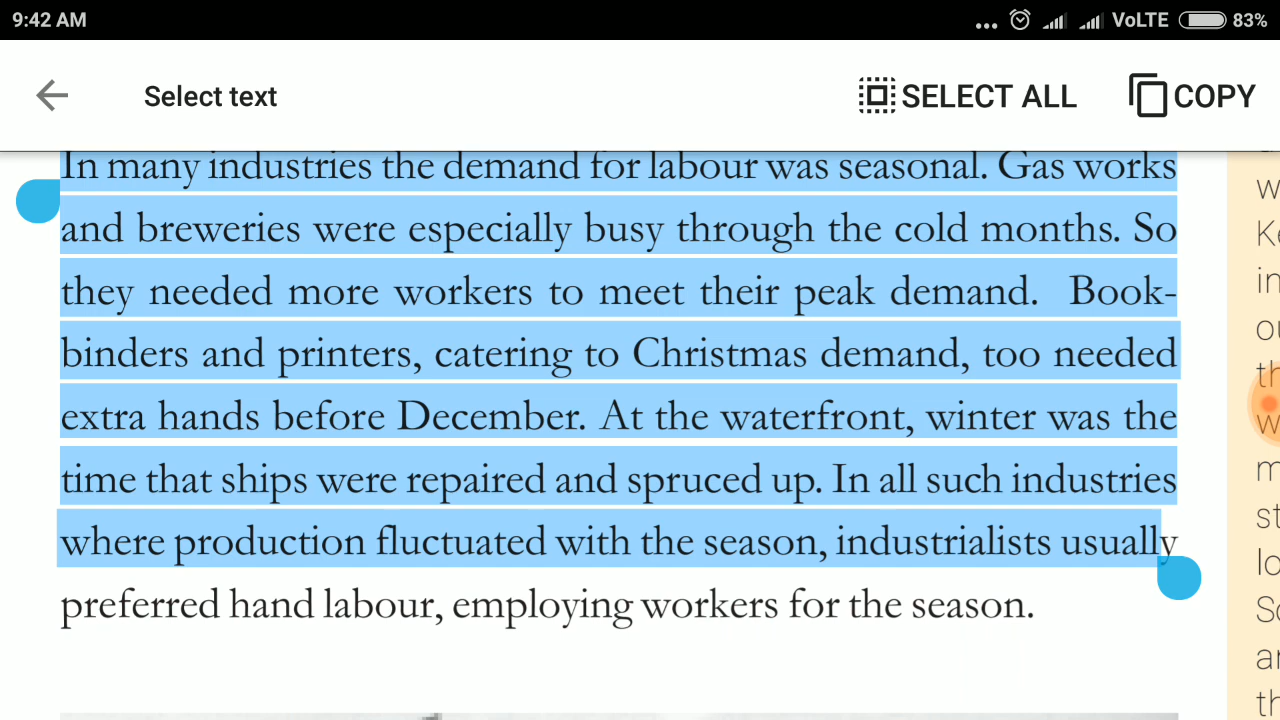 9:42 AM
VoLTE 83%
Select text
SELECT ALL
COPY
In many industries the demand for labour was seasonal. Gas works
and breweries were especially busy through the cold months. So
they needed more workers to meet their peak demand. Book-
binders and printers, catering to Christmas demand, too needed
extra hands before December. At the waterfront, winter was the
time that ships were repaired and spruced up. In all such industries
where production fluctuated with the season, industrialists usually
preferred hand labour, employing workers for the season.